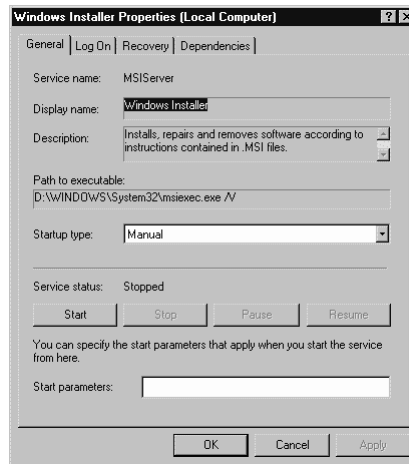 Windows Installer Properties (Local Computer)
General Log On Recovery Dependencies
Service name: MSIServer
Display name: Windows Installer
Description: Installs, repairs and removes software according to
instructions contained in .MSI files.
Path to executable:
D:\WINDOWS\System32\msiexec.exe /V
Startup type: Manual
Service status: Stopped
Start Stop Pause Resume
You can specify the start parameters that apply when you start the service
from here.
Start parameters:
OK Cancel Apply